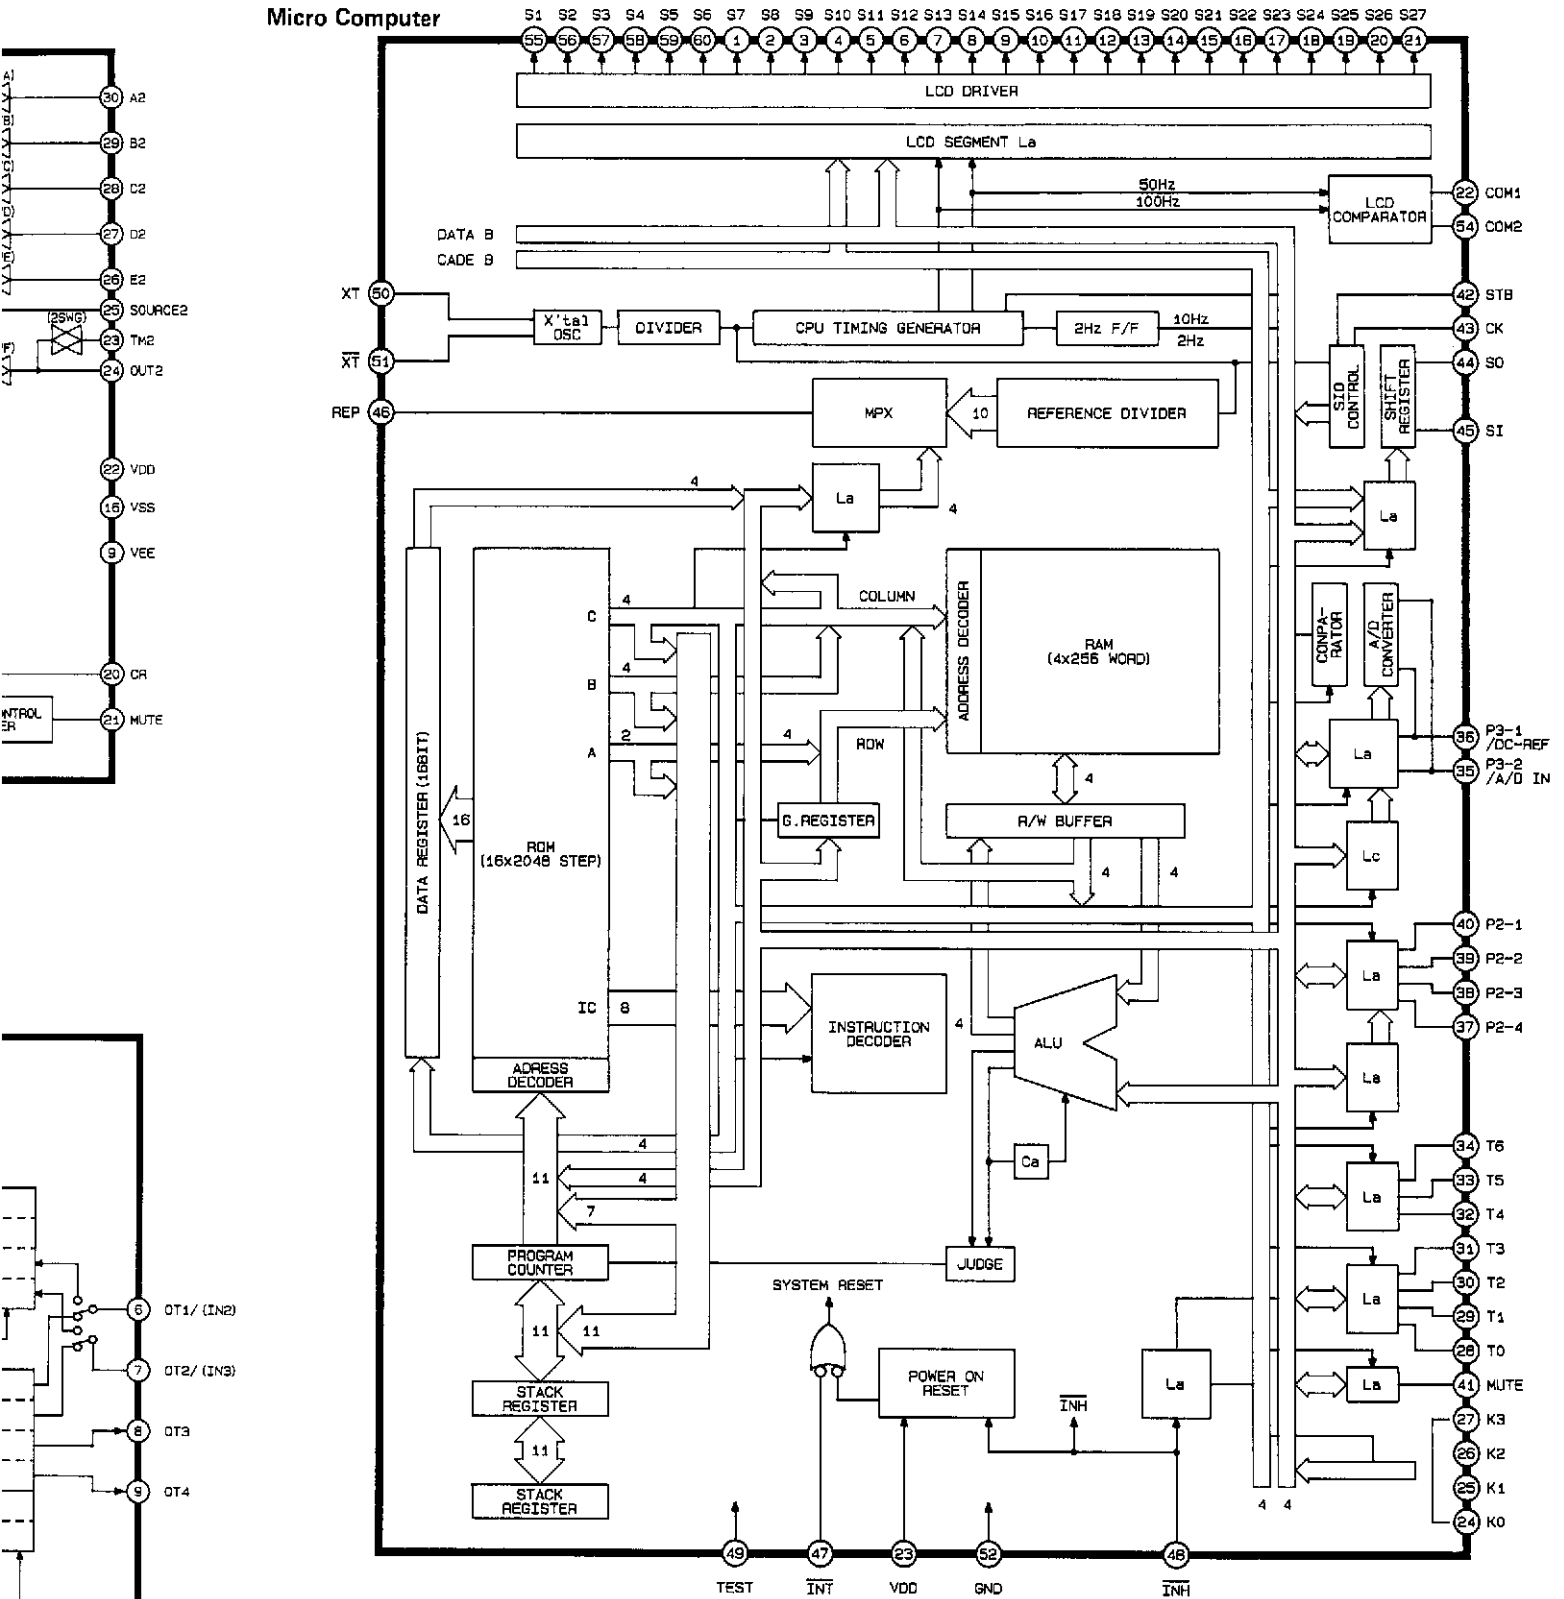 Micro Computer
S1 S2 S3 S4 S5 S6 S7 S8 S9 S10 S11 S12 S13 S14 S15 S16 S17 S18 S19 S20 S21 S22 S23 S24 S25 S26 S27
55 56 57 58 59 60 1 2 3 4 5 6 7 8 9 10 11 12 13 14 15 16 17 18 19 20 21
LCD DRIVER
LCD SEGMENT La
50Hz
100Hz
LCD
COMPARATOR
22 COM1
54 COM2
DATA B
CADE B
XT 50
XT 51
X'tal
OSC
DIVIDER
CPU TIMING GENERATOR
2Hz F/F
10Hz
2Hz
42 STB
43 CK
44 SO
45 SI
SIO
CONTROL
SHIFT
REGISTER
REP 46
MPX
10
REFERENCE DIVIDER
4
La
4
La
DATA REGISTER (16BIT)
16
ROM
(16x2048 STEP)
C
4
B
4
A
2
4
IC
8
ADRESS
DECODER
COLUMN
ROW
ADDRESS DECODER
RAM
(4x256 WORD)
4
G.REGISTER
R/W BUFFER
4
4
CONPA-
RATOR
A/D
CONVERTER
La
36 P3-1
/DC-REF
35 P3-2
/A/D IN
Lc
40 P2-1
39 P2-2
38 P2-3
37 P2-4
La
La
INSTRUCTION
DECODER
4
ALU
Ca
JUDGE
4
11
4
7
PROGRAM
COUNTER
11
11
STACK
REGISTER
11
STACK
REGISTER
SYSTEM RESET
POWER ON
RESET
INH
La
La
34 T6
33 T5
32 T4
La
31 T3
30 T2
29 T1
28 T0
La
41 MUTE
27 K3
26 K2
25 K1
24 K0
4 4
49 47 23 52 48
TEST INT VDD GND INH
A)
30 A2
B)
29 B2
C)
28 C2
D)
27 D2
E)
26 E2
25 SOURCE2
(2SWG)
23 TM2
F)
24 OUT2
22 VDD
16 VSS
9 VEE
20 CR
NTROL
ER
21 MUTE
6 OT1/(IN2)
7 OT2/(IN3)
8 OT3
9 OT4